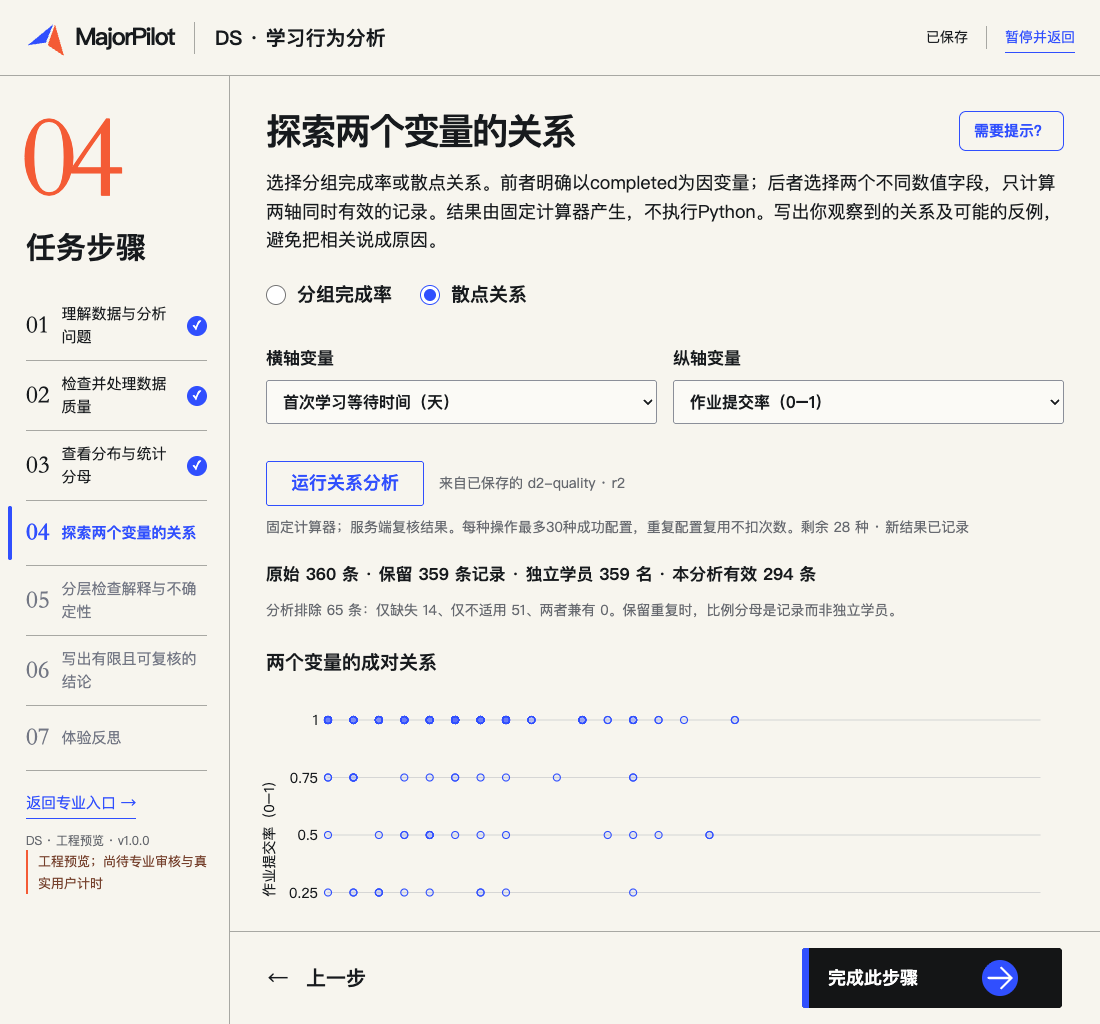 MajorPilot
DS · 学习行为分析
已保存
暂停并返回
04
任务步骤
01 理解数据与分析
问题
02 检查并处理数据
质量
03 查看分布与统计
分母
04 探索两个变量的关系
05 分层检查解释与不确
定性
06 写出有限且可复核的
结论
07 体验反思
返回专业入口 →
DS · 工程预览 · v1.0.0
工程预览；尚待专业审核与真
实用户计时
探索两个变量的关系
需要提示?
选择分组完成率或散点关系。前者明确以completed为因变量；后者选择两个不同数值字段，只计算
两轴同时有效的记录。结果由固定计算器产生，不执行Python。写出你观察到的关系及可能的反例，
避免把相关说成原因。
分组完成率
散点关系
横轴变量
纵轴变量
首次学习等待时间（天）
作业提交率（0—1）
运行关系分析
来自已保存的 d2-quality · r2
固定计算器；服务端复核结果。每种操作最多30种成功配置，重复配置复用不扣次数。剩余 28 种 · 新结果已记录
原始 360 条 · 保留 359 条记录 · 独立学员 359 名 · 本分析有效 294 条
分析排除 65 条：仅缺失 14、仅不适用 51、两者兼有 0。保留重复时，比例分母是记录而非独立学员。
两个变量的成对关系
1
0.75
0.5
0.25
作业提交率（0—1）
← 上一步
完成此步骤